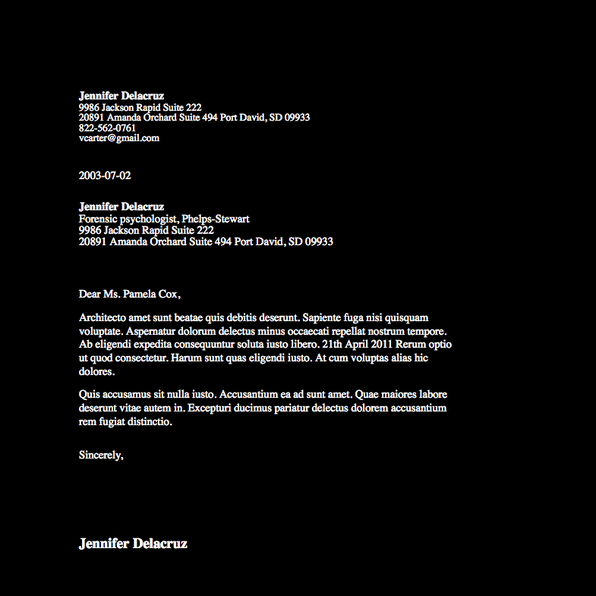 Jennifer Delacruz
9986 Jackson Rapid Suite 222
20891 Amanda Orchard Suite 494 Port David, SD 09933
822-562-0761
vcarter@gmail.com
2003-07-02
Jennifer Delacruz
Forensic psychologist, Phelps-Stewart
9986 Jackson Rapid Suite 222
20891 Amanda Orchard Suite 494 Port David, SD 09933
Dear Ms. Pamela Cox,
Architecto amet sunt beatae quis debitis deserunt. Sapiente fuga nisi quisquam
voluptate. Aspernatur dolorum delectus minus occaecati repellat nostrum tempore.
Ab eligendi expedita consequuntur soluta iusto libero. 21th April 2011 Rerum optio
ut quod consectetur. Harum sunt quas eligendi iusto. At cum voluptas alias hic
dolores.
Quis accusamus sit nulla iusto. Accusantium ea ad sunt amet. Quae maiores labore
deserunt vitae autem in. Excepturi ducimus pariatur delectus dolorem accusantium
rem fugiat distinctio.
Sincerely,
Jennifer Delacruz